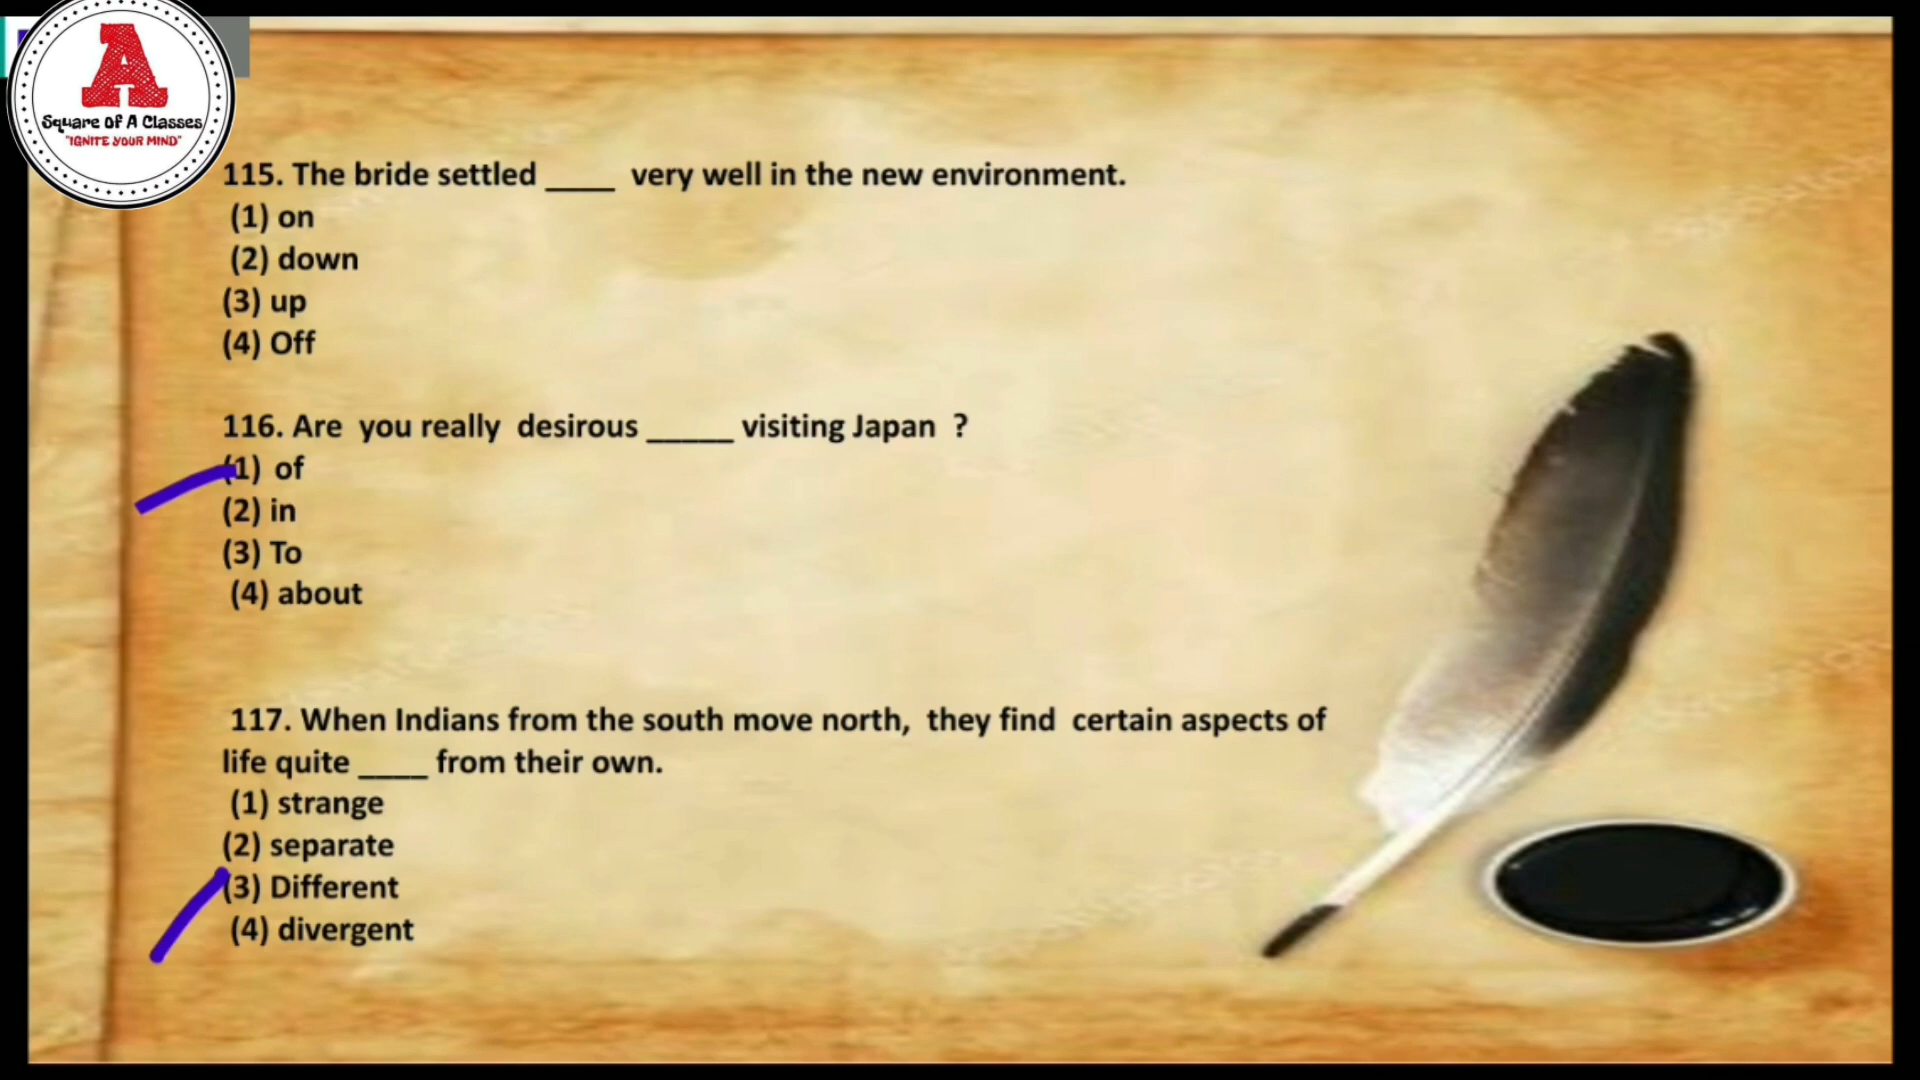 A
Square OF A Classes
"IGNITE YOUR MIND"
115. The bride settled ____ very well in the new environment.
(1) on
(2) down
(3) up
(4) Off
116. Are you really desirous _____ visiting Japan ?
(1) of
(2) in
(3) To
(4) about
117. When Indians from the south move north, they find certain aspects of
life quite ____ from their own.
(1) strange
(2) separate
(3) Different
(4) divergent